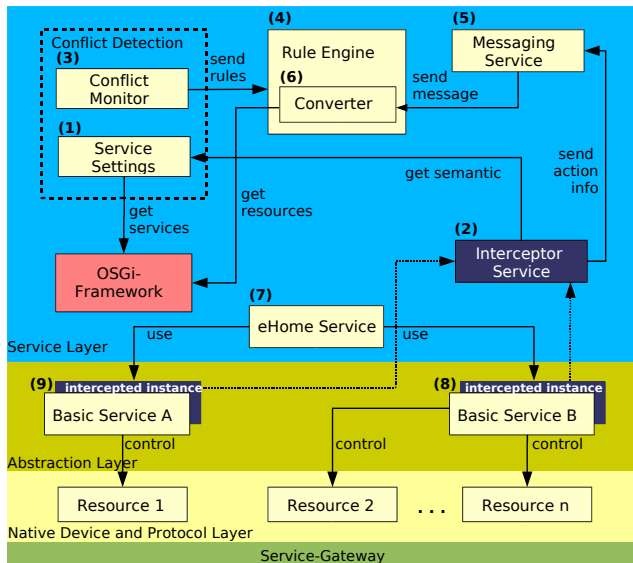 Conflict Detection
(3)
Conflict
Monitor
send
rules
(4)
Rule Engine
(6)
Converter
(5)
Messaging
Service
send
message
(1)
Service
Settings
get semantic
send
action
info
get
services
get
resources
(2)
Interceptor
Service
OSGi-
Framework
(7)
eHome Service
use
use
Service Layer
(9)
intercepted instance
Basic Service A
(8)
intercepted instance
Basic Service B
control
control
control
Abstraction Layer
Resource 1
Resource 2
. . .
Resource n
Native Device and Protocol Layer
Service-Gateway